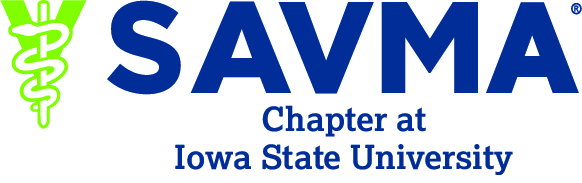 V SAVMA®
Chapter at
Iowa State University